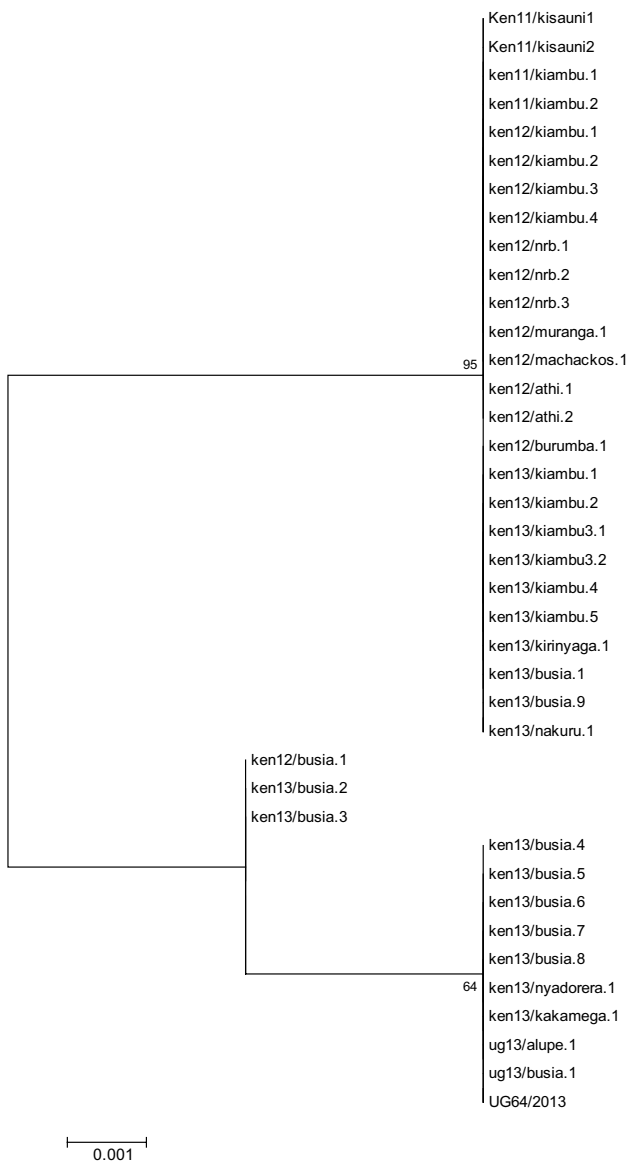 Ken11/kisauni1
Ken11/kisauni2
ken11/kiambu.1
ken11/kiambu.2
ken12/kiambu.1
ken12/kiambu.2
ken12/kiambu.3
ken12/kiambu.4
ken12/nrb.1
ken12/nrb.2
ken12/nrb.3
ken12/muranga.1
95
ken12/machackos.1
ken12/athi.1
ken12/athi.2
ken12/burumba.1
ken13/kiambu.1
ken13/kiambu.2
ken13/kiambu3.1
ken13/kiambu3.2
ken13/kiambu.4
ken13/kiambu.5
ken13/kirinyaga.1
ken13/busia.1
ken13/busia.9
ken13/nakuru.1
ken12/busia.1
ken13/busia.2
ken13/busia.3
ken13/busia.4
ken13/busia.5
ken13/busia.6
ken13/busia.7
ken13/busia.8
64
ken13/nyadorera.1
ken13/kakamega.1
ug13/alupe.1
ug13/busia.1
UG64/2013
0.001